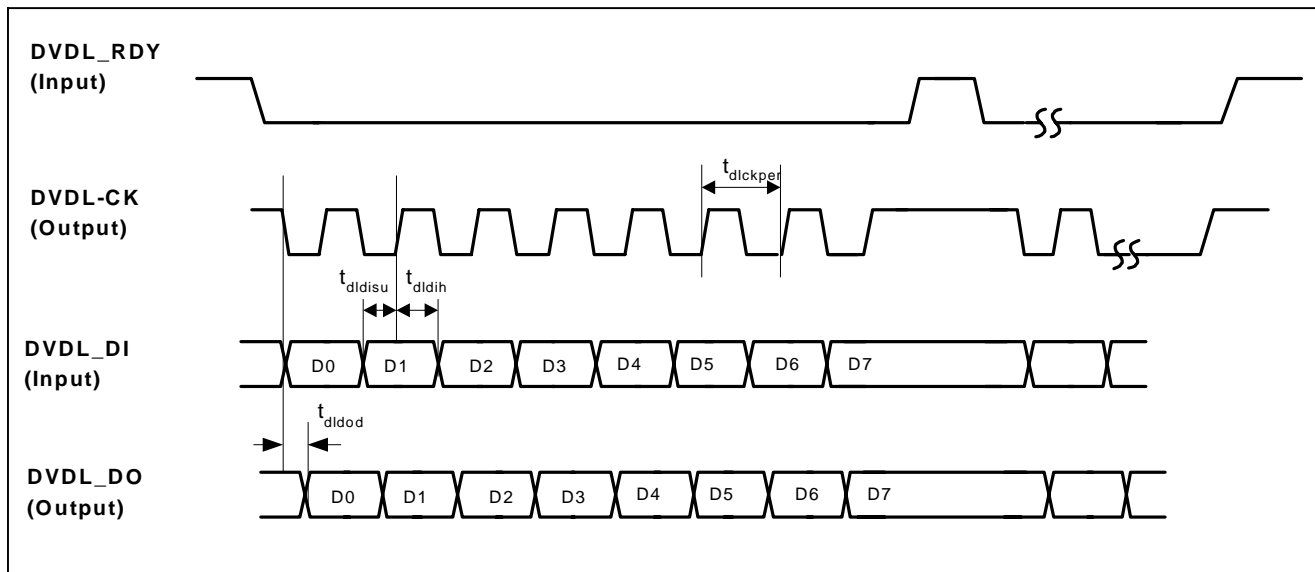 DVDL_RDY
(Input)
t_dlckper
DVDL-CK
(Output)
t_dldisu
t_dldih
DVDL_DI
(Input)
D0 D1 D2 D3 D4 D5 D6 D7
t_dldod
DVDL_DO
(Output)
D0 D1 D2 D3 D4 D5 D6 D7